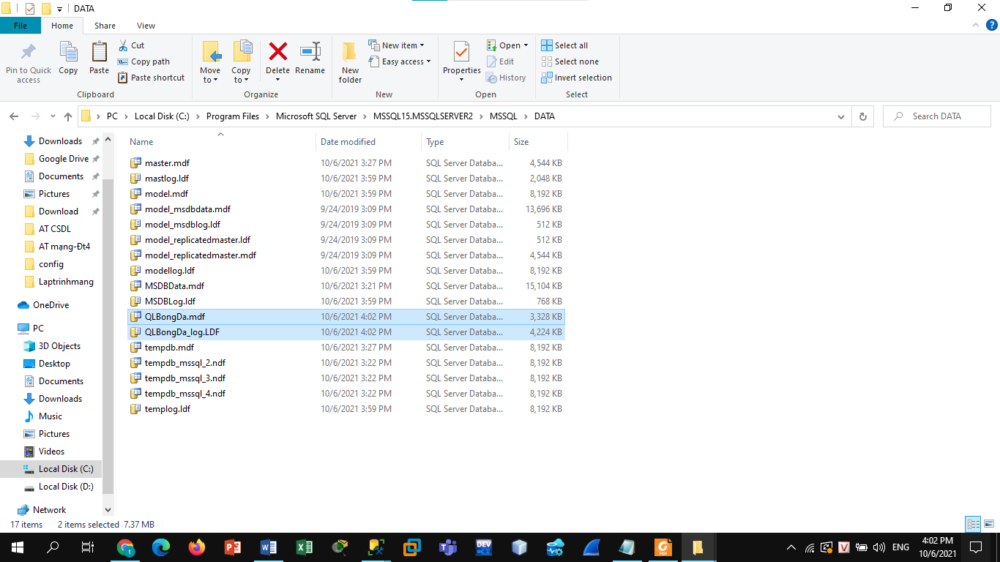 DATA
File Home Share View
Pin to Quick access
Copy
Paste
Cut
Copy path
Paste shortcut
Clipboard
Move to
Copy to
Delete
Rename
Organize
New folder
New item
Easy access
New
Properties
Open
Edit
History
Open
Select all
Select none
Invert selection
Select
PC Local Disk (C:) Program Files Microsoft SQL Server MSSQL15.MSSQLSERVER2 MSSQL DATA
Search DATA
Downloads
Google Drive
Documents
Pictures
Download
AT CSDL
AT mạng-Đt4
config
Laptrinhmang
OneDrive
PC
3D Objects
Desktop
Documents
Downloads
Music
Pictures
Videos
Local Disk (C:)
Local Disk (D:)
Network
Name Date modified Type Size
master.mdf 10/6/2021 3:27 PM SQL Server Databa... 4,544 KB
mastlog.ldf 10/6/2021 3:59 PM SQL Server Databa... 2,048 KB
model.mdf 10/6/2021 3:59 PM SQL Server Databa... 8,192 KB
model_msdbdata.mdf 9/24/2019 3:09 PM SQL Server Databa... 13,696 KB
model_msdblog.ldf 9/24/2019 3:09 PM SQL Server Databa... 512 KB
model_replicatedmaster.ldf 9/24/2019 3:09 PM SQL Server Databa... 512 KB
model_replicatedmaster.mdf 9/24/2019 3:09 PM SQL Server Databa... 4,544 KB
modellog.ldf 10/6/2021 3:59 PM SQL Server Databa... 8,192 KB
MSDBData.mdf 10/6/2021 3:21 PM SQL Server Databa... 15,104 KB
MSDBLog.ldf 10/6/2021 3:59 PM SQL Server Databa... 768 KB
QLBongDa.mdf 10/6/2021 4:02 PM SQL Server Databa... 3,328 KB
QLBongDa_log.LDF 10/6/2021 4:02 PM SQL Server Databa... 4,224 KB
tempdb.mdf 10/6/2021 3:27 PM SQL Server Databa... 8,192 KB
tempdb_mssql_2.ndf 10/6/2021 3:22 PM SQL Server Databa... 8,192 KB
tempdb_mssql_3.ndf 10/6/2021 3:22 PM SQL Server Databa... 8,192 KB
tempdb_mssql_4.ndf 10/6/2021 3:22 PM SQL Server Databa... 8,192 KB
templog.ldf 10/6/2021 3:59 PM SQL Server Databa... 8,192 KB
17 items 2 items selected 7.37 MB
DEV
ENG
4:02 PM
10/6/2021